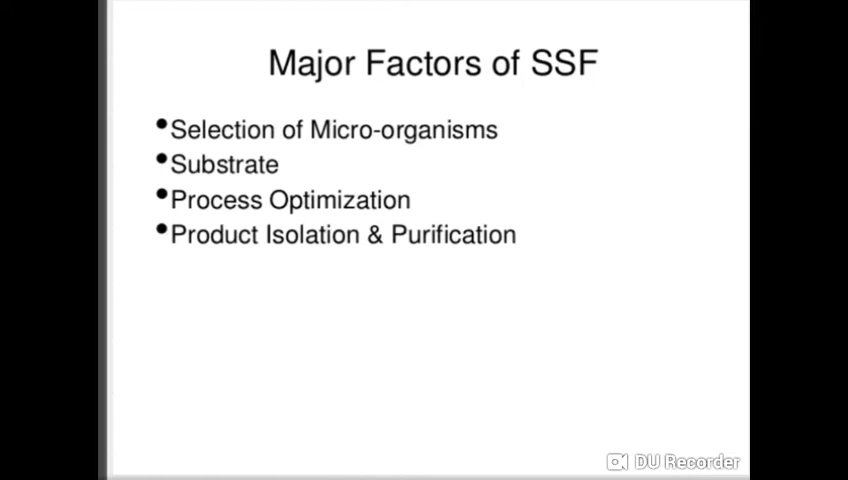 Major Factors of SSF
•Selection of Micro-organisms
•Substrate
•Process Optimization
•Product Isolation & Purification
DU Recorder